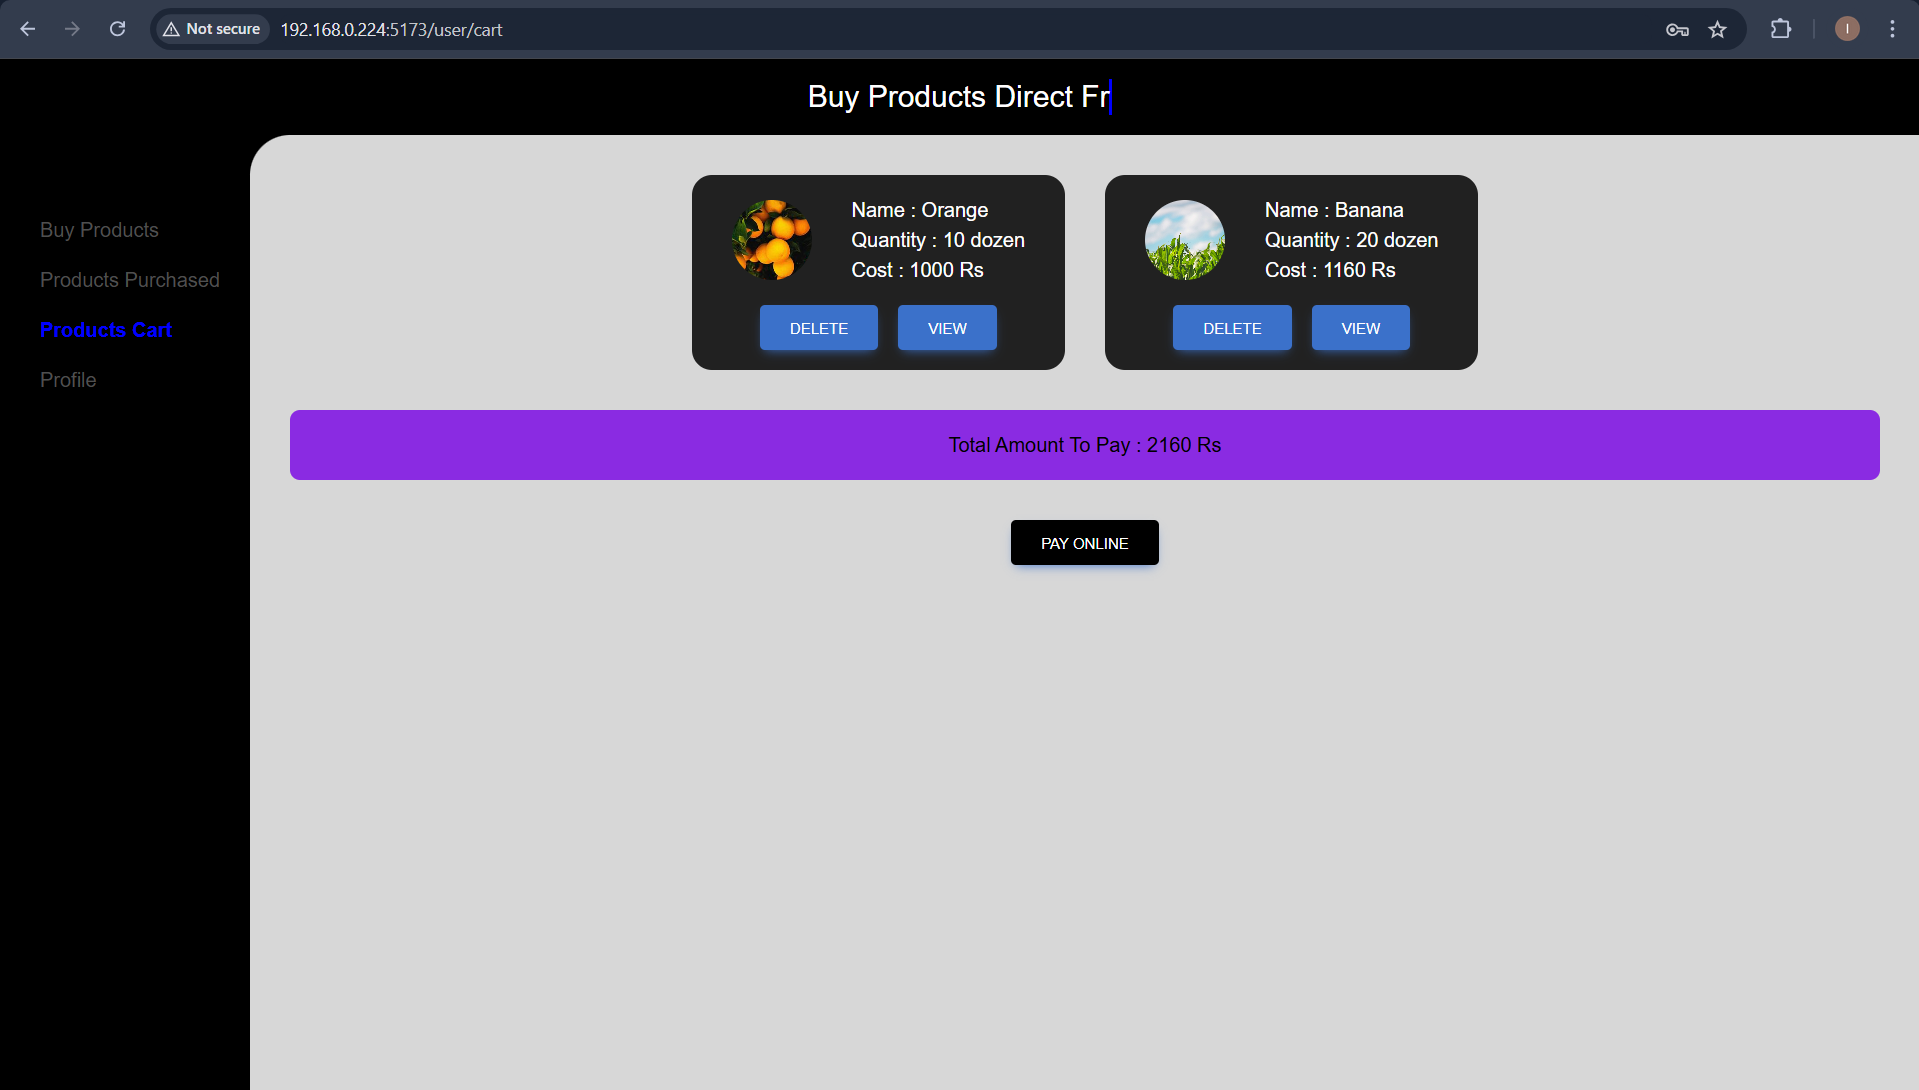 Not secure
192.168.0.224:5173/user/cart
I
Buy Products Direct Fr
Buy Products
Products Purchased
Products Cart
Profile
Name : Orange
Quantity : 10 dozen
Cost : 1000 Rs
DELETE
VIEW
Name : Banana
Quantity : 20 dozen
Cost : 1160 Rs
DELETE
VIEW
Total Amount To Pay : 2160 Rs
PAY ONLINE